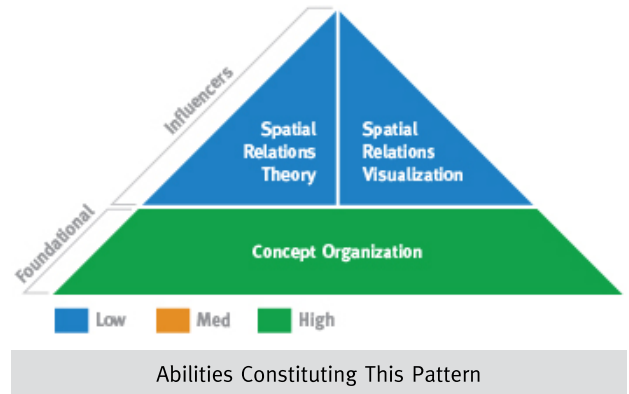 Influencers
Spatial
Relations
Theory
Spatial
Relations
Visualization
Foundational
Concept Organization
Low
Med
High
Abilities Constituting This Pattern